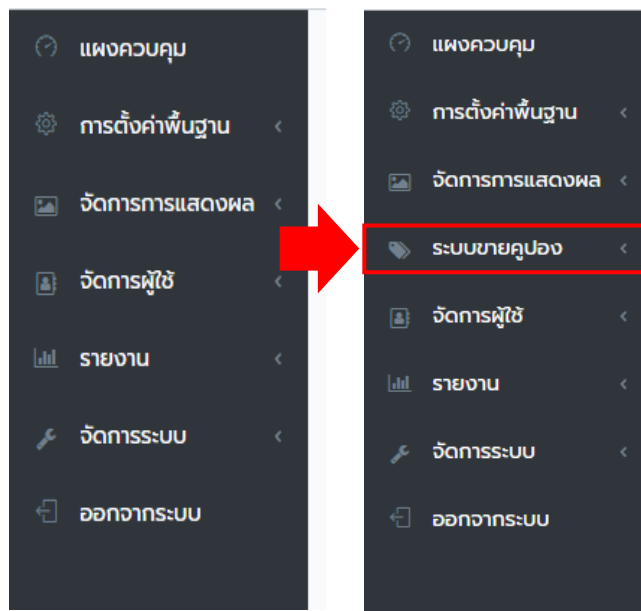 แผงควบคุม
การตั้งค่าพื้นฐาน
จัดการการแสดงผล
จัดการผู้ใช้
รายงาน
จัดการระบบ
ออกจากระบบ
แผงควบคุม
การตั้งค่าพื้นฐาน
จัดการการแสดงผล
ระบบขายคูปอง
จัดการผู้ใช้
รายงาน
จัดการระบบ
ออกจากระบบ